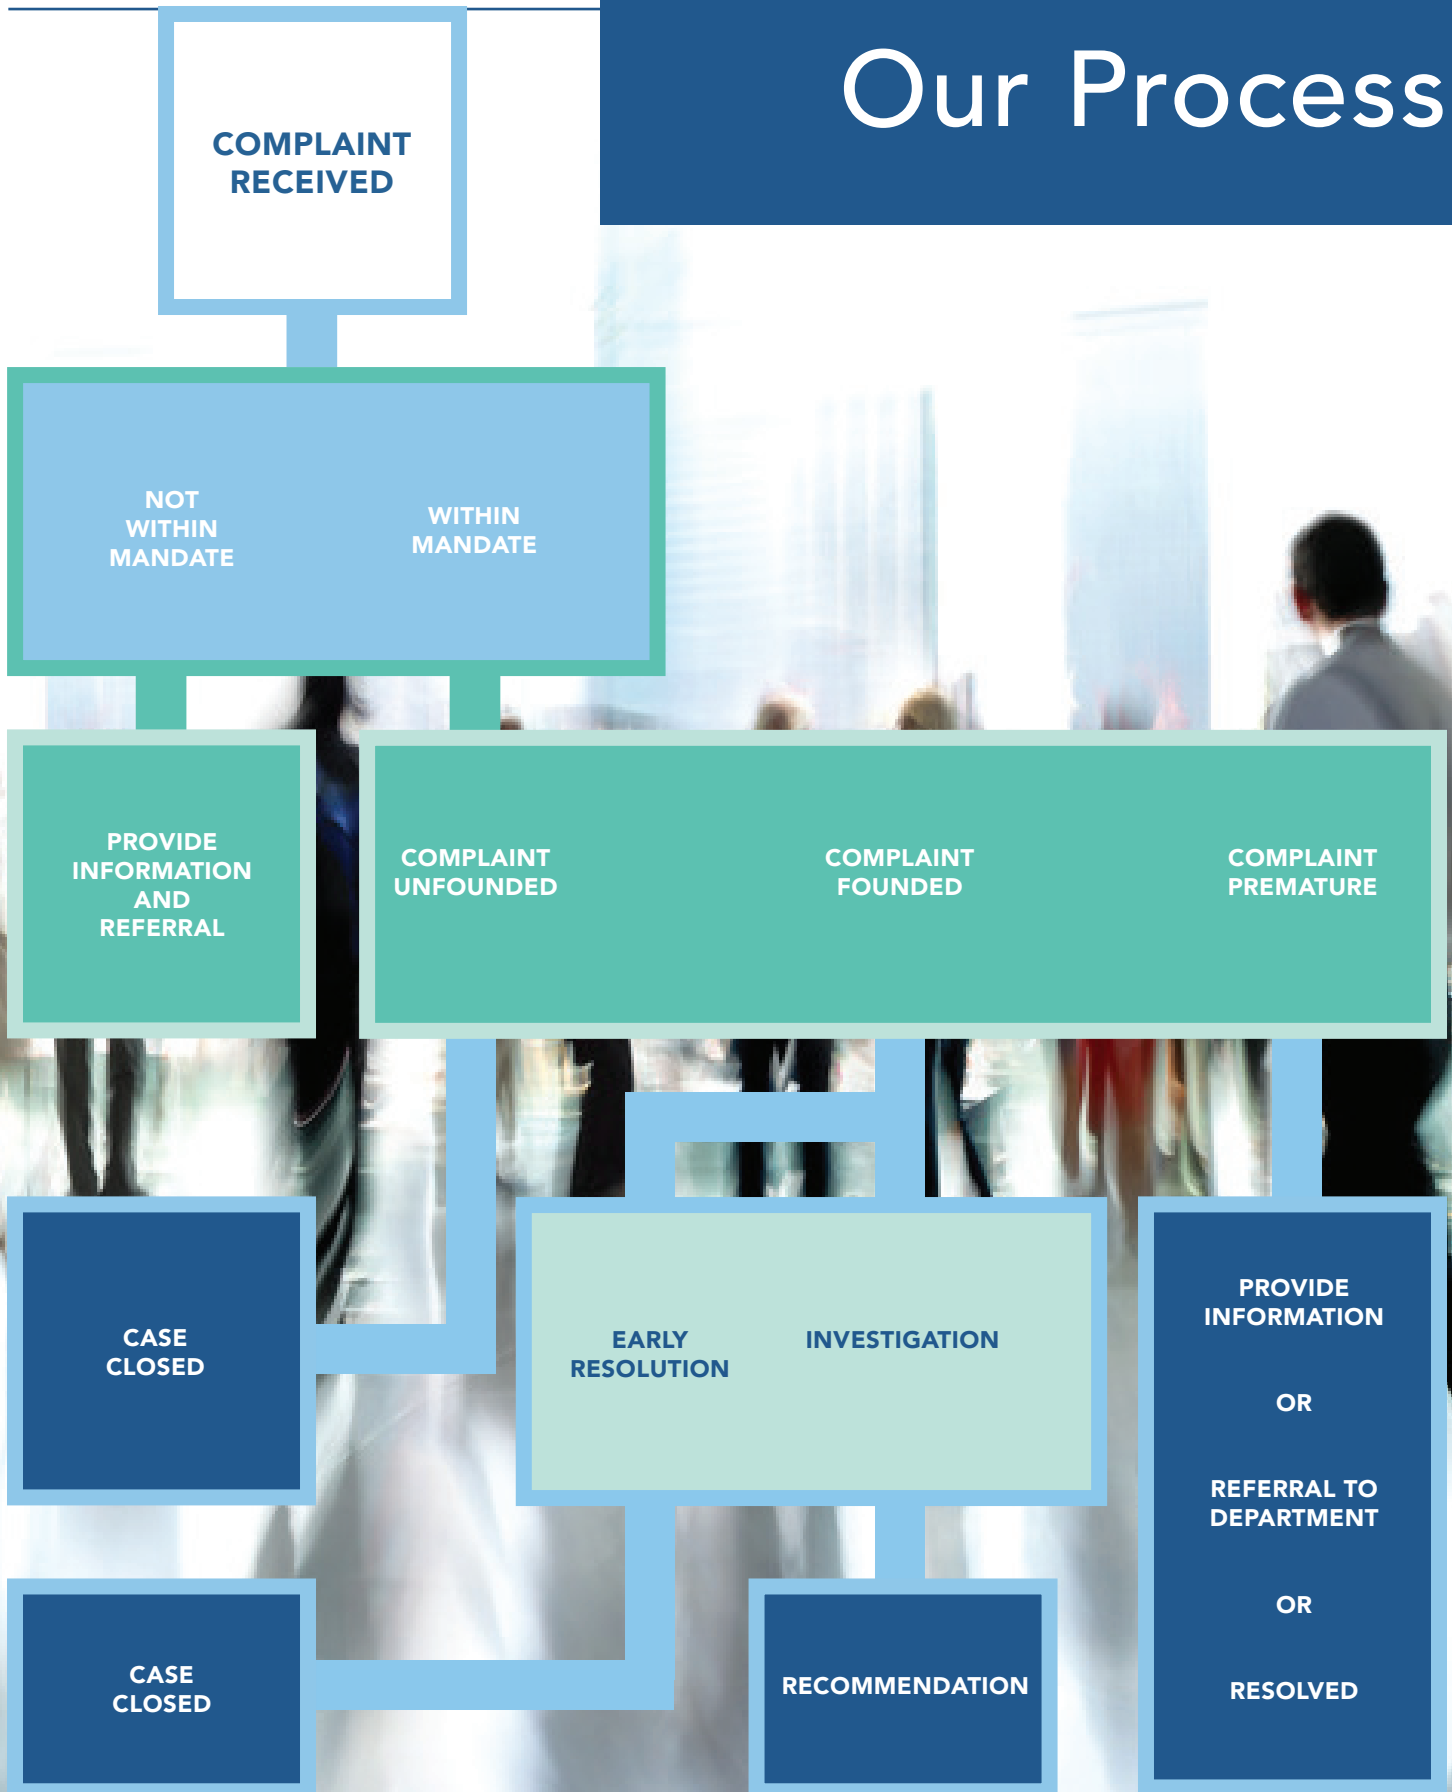 Our Process
COMPLAINT
RECEIVED
NOT
WITHIN
MANDATE
WITHIN
MANDATE
PROVIDE
INFORMATION
AND
REFERRAL
COMPLAINT
UNFOUNDED
COMPLAINT
FOUNDED
COMPLAINT
PREMATURE
CASE
CLOSED
EARLY
RESOLUTION
INVESTIGATION
PROVIDE
INFORMATION
OR
REFERRAL TO
DEPARTMENT
OR
RESOLVED
CASE
CLOSED
RECOMMENDATION